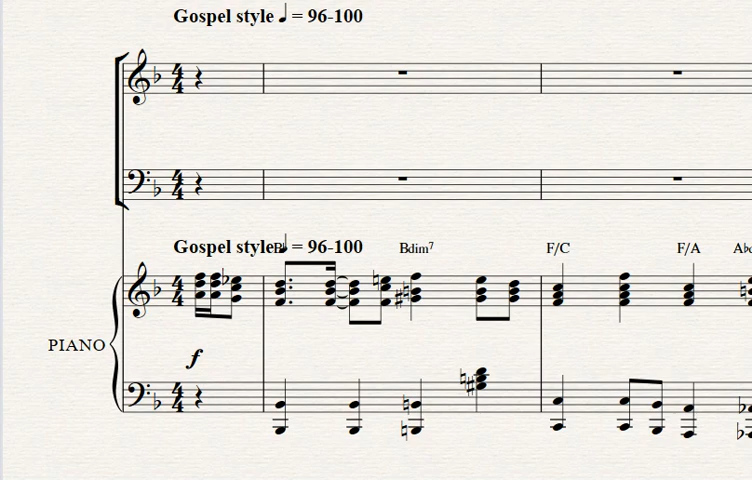 Gospel style ♩ = 96-100
Gospel style ♩ = 96-100
Bdim7 F/C F/A
PIANO
f